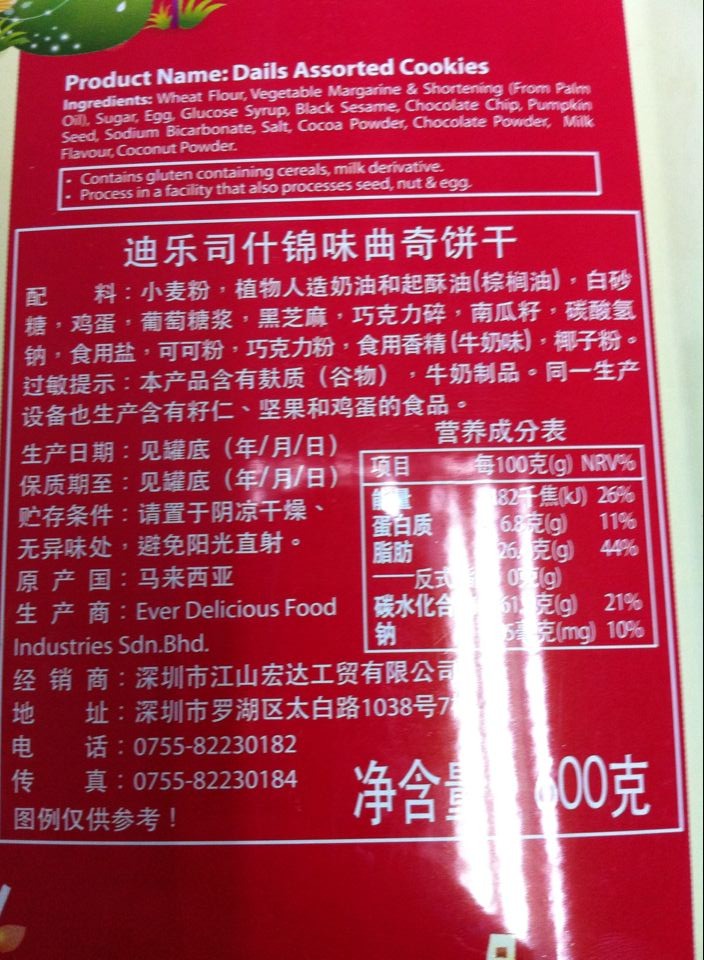 Product Name: Dails Assorted Cookies
Ingredients: Wheat Flour, Vegetable Margarine & Shortening (From Palm
Oil), Sugar, Egg, Glucose Syrup, Black Sesame, Chocolate Chip, Pumpkin
Seed, Sodium Bicarbonate, Salt, Cocoa Powder, Chocolate Powder, Milk
Flavour, Coconut Powder.
• Contains gluten containing cereals, milk derivative.
• Process in a facility that also processes seed, nut & egg.
迪乐司什锦味曲奇饼干
配 料：小麦粉，植物人造奶油和起酥油(棕榈油)，白砂
糖，鸡蛋，葡萄糖浆，黑芝麻，巧克力碎，南瓜籽，碳酸氢
钠，食用盐，可可粉，巧克力粉，食用香精(牛奶味)，椰子粉。
过敏提示：本产品含有麸质（谷物），牛奶制品。同一生产
设备也生产含有籽仁、坚果和鸡蛋的食品。
生产日期：见罐底（年/月/日）
保质期至：见罐底（年/月/日）
贮存条件：请置于阴凉干燥、
无异味处，避免阳光直射。
原产国：马来西亚
生产商：Ever Delicious Food
Industries Sdn.Bhd.
营养成分表
项目 每100克(g) NRV%
能量 千焦(kJ) 26%
蛋白质 6.8克(g) 11%
脂肪 克(g) 44%
——反式 0克(g)
碳水化合 克(g) 21%
钠 毫克(mg) 10%
经销商：深圳市江山宏达工贸有限公司
地 址：深圳市罗湖区太白路1038号
电 话：0755-82230182
传 真：0755-82230184
图例仅供参考！
净含量 600克